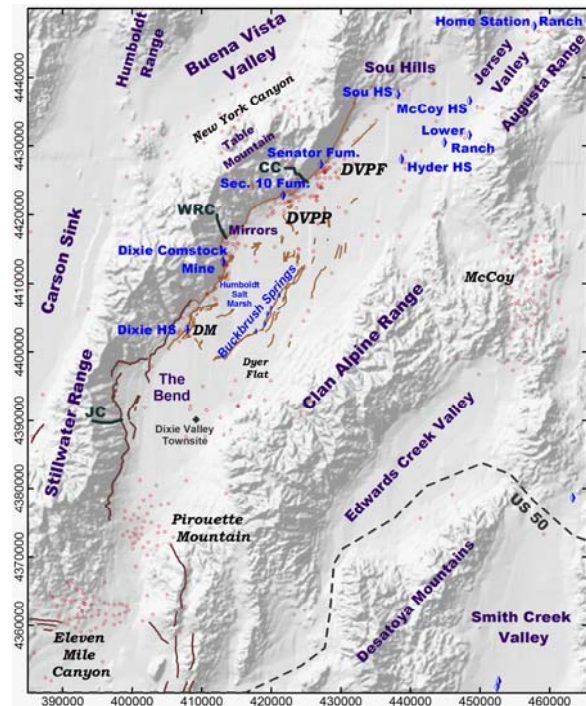 Home Station Ranch
Humboldt
Range
Buena Vista
Valley
Sou Hills
Jersey
Valley
Augusta Range
Sou HS
McCoy HS
New York Canyon
Table
Mountain
Lower
Ranch
Senator Fum.
CC
DVPF
Hyder HS
Sec. 10 Fum.
WRC
DVPP
Mirrors
Carson Sink
Dixie Comstock
Mine
McCoy
Humboldt
Salt
Marsh
Buckbrush Springs
Dixie HS
DM
Clan Alpine Range
Dyer
Flat
The
Bend
Stillwater Range
JC
Dixie Valley
Townsite
Edwards Creek Valley
US 50
Pirouette
Mountain
Desatoya Mountains
Smith Creek
Valley
Eleven
Mile
Canyon
4440000
4430000
4420000
4410000
4400000
4390000
4380000
4370000
4360000
390000 400000 410000 420000 430000 440000 450000 460000